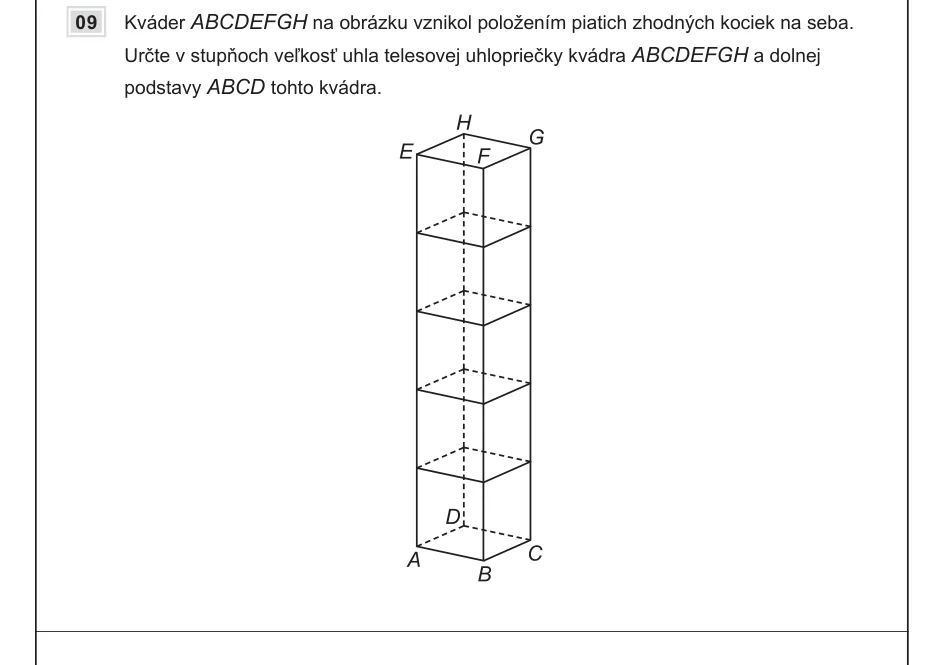 09 Kváder ABCDEFGH na obrázku vznikol položením piatich zhodných kociek na seba.
Určte v stupňoch veľkosť uhla telesovej uhlopriečky kvádra ABCDEFGH a dolnej
podstavy ABCD tohto kvádra.
H
G
E
F
D
A
C
B